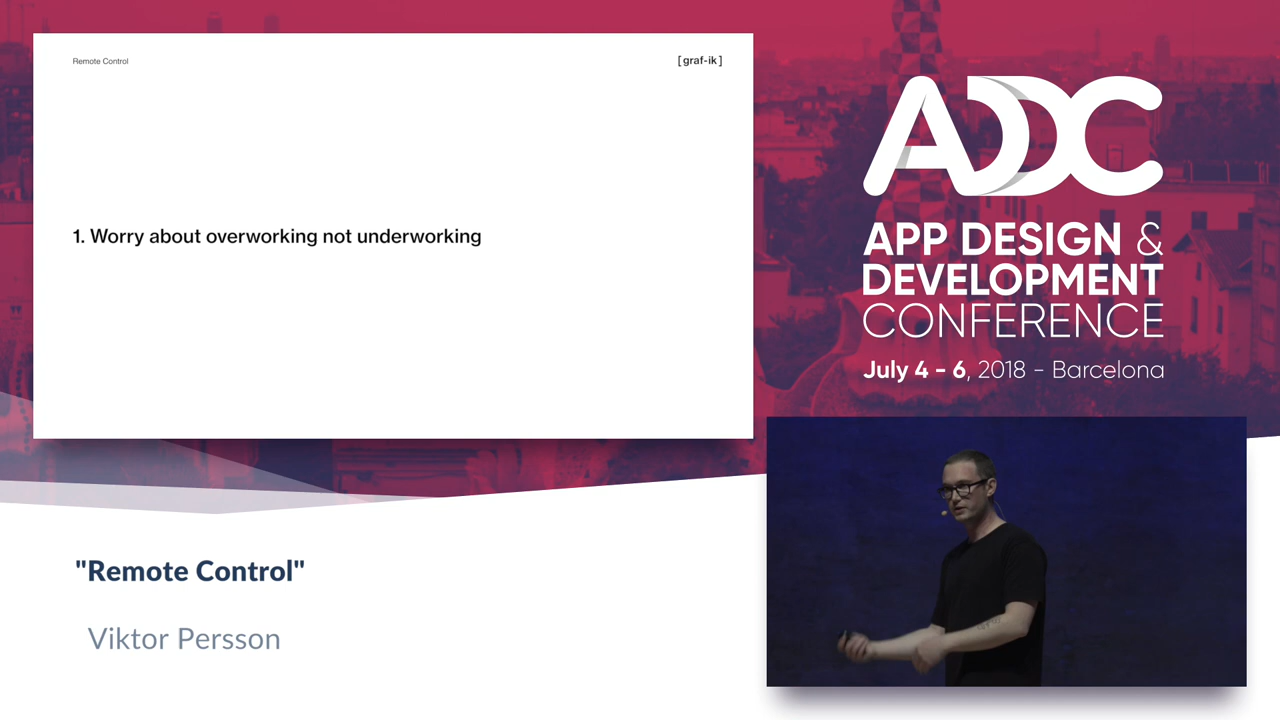 Remote Control
[graf-ik]
1. Worry about overworking not underworking
ADC
APP DESIGN &
DEVELOPMENT
CONFERENCE
July 4 - 6, 2018 - Barcelona
"Remote Control"
Viktor Persson